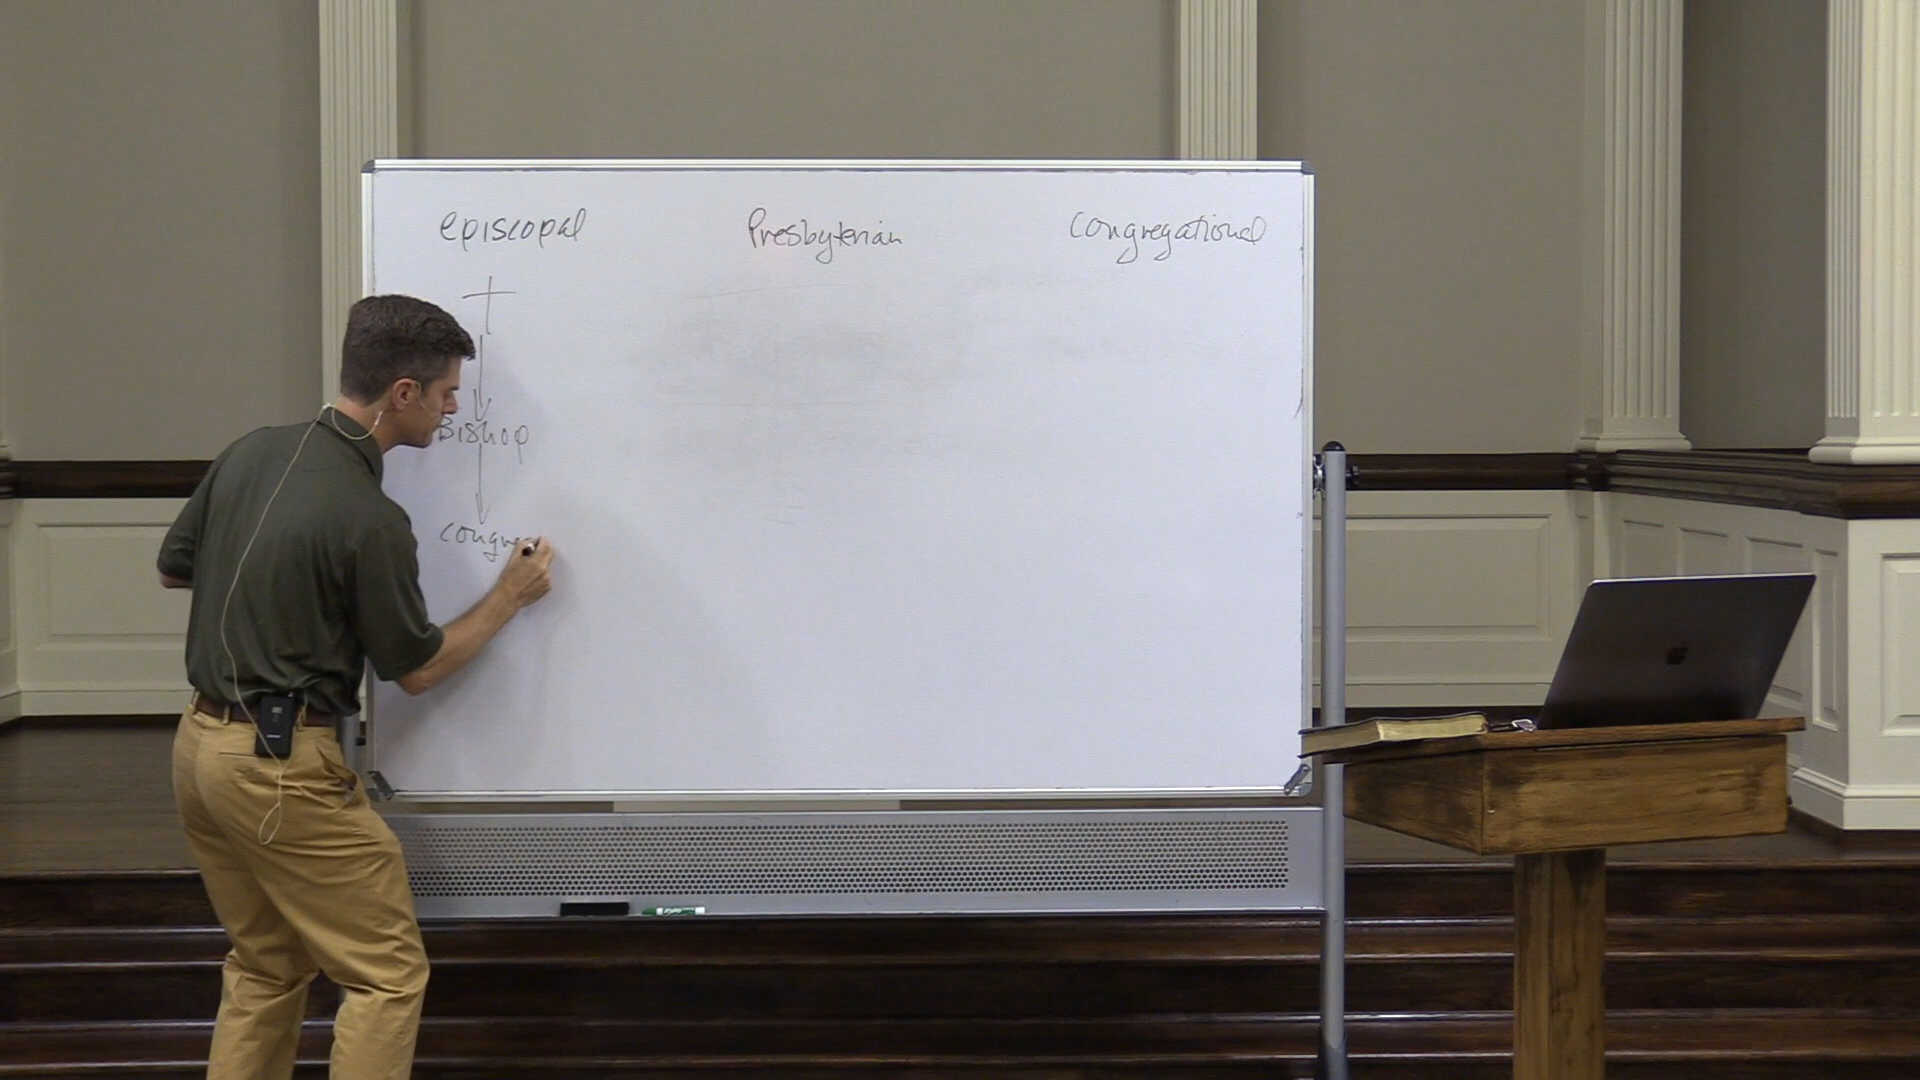 episcopal Presbyterian Congregational
Bishop
congre